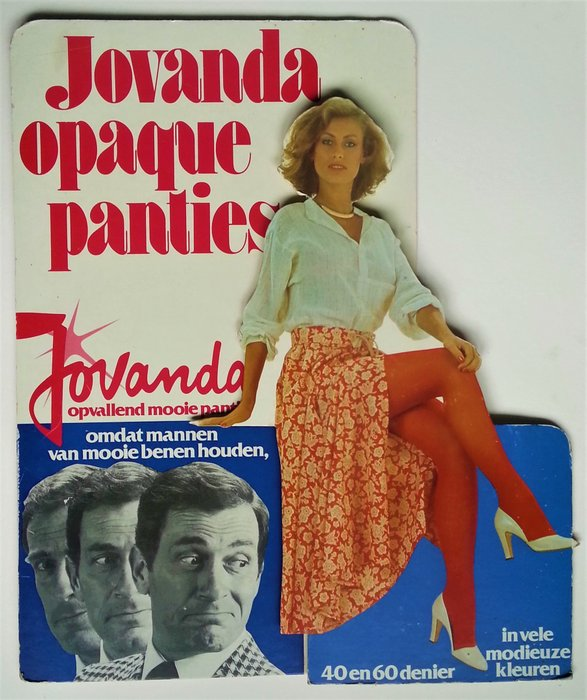 Jovanda
opaque
panties
Jovanda
opvallend mooie
omdat mannen
van mooie benen houden,
40 en 60 denier
in vele
modieuze
kleuren